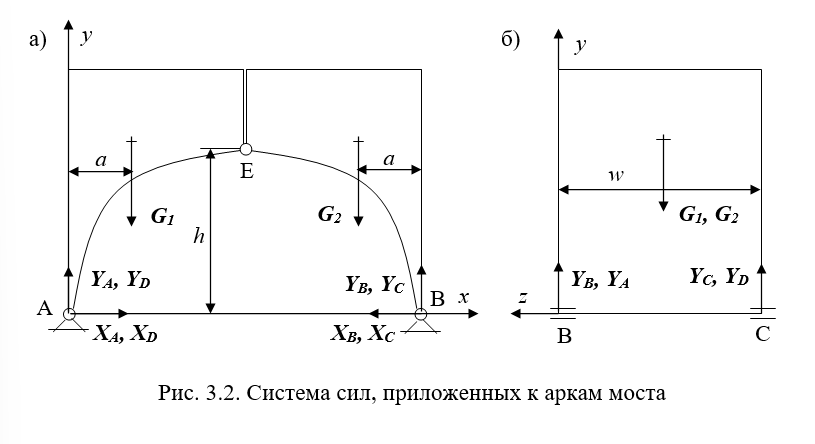 а) y б) y
a a
E w
G1 G2 G1, G2
h
YA, YD YB, YC YB, YA YC, YD
A B x z
XA, XD XB, XC B C
Рис. 3.2. Система сил, приложенных к аркам моста